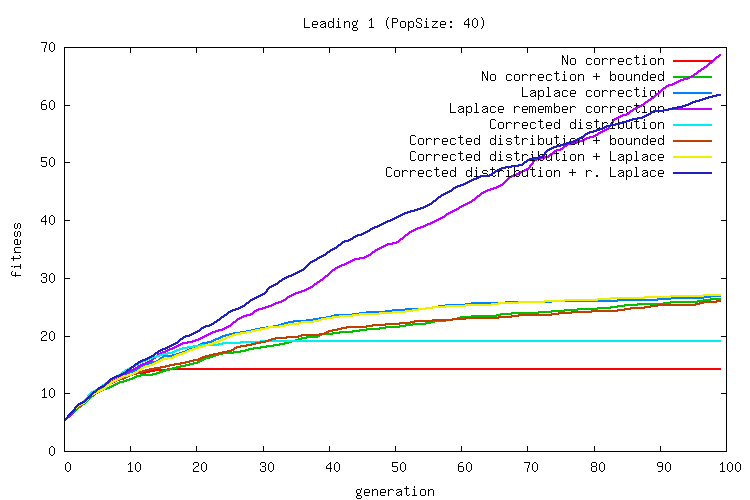 Leading 1 (PopSize: 40)
70
No correction
No correction + bounded
Laplace correction
Laplace remember correction
Corrected distribution
Corrected distribution + bounded
Corrected distribution + Laplace
Corrected distribution + r. Laplace
60
50
40
30
20
10
0
fitness
0 10 20 30 40 50 60 70 80 90 100
generation